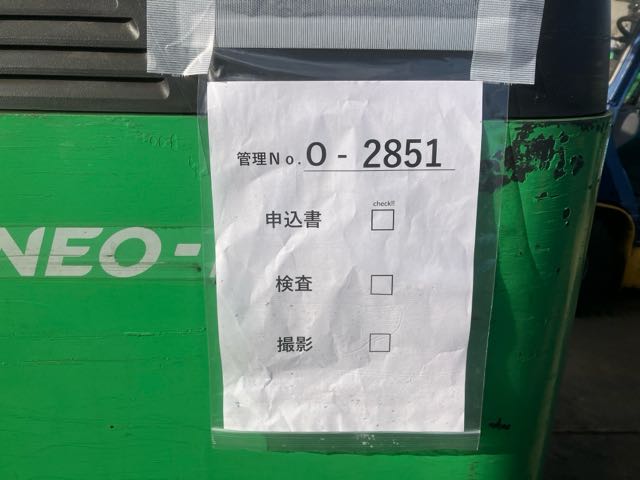 管理No. O - 2851
check!!
申込書
検査
撮影
NEO-